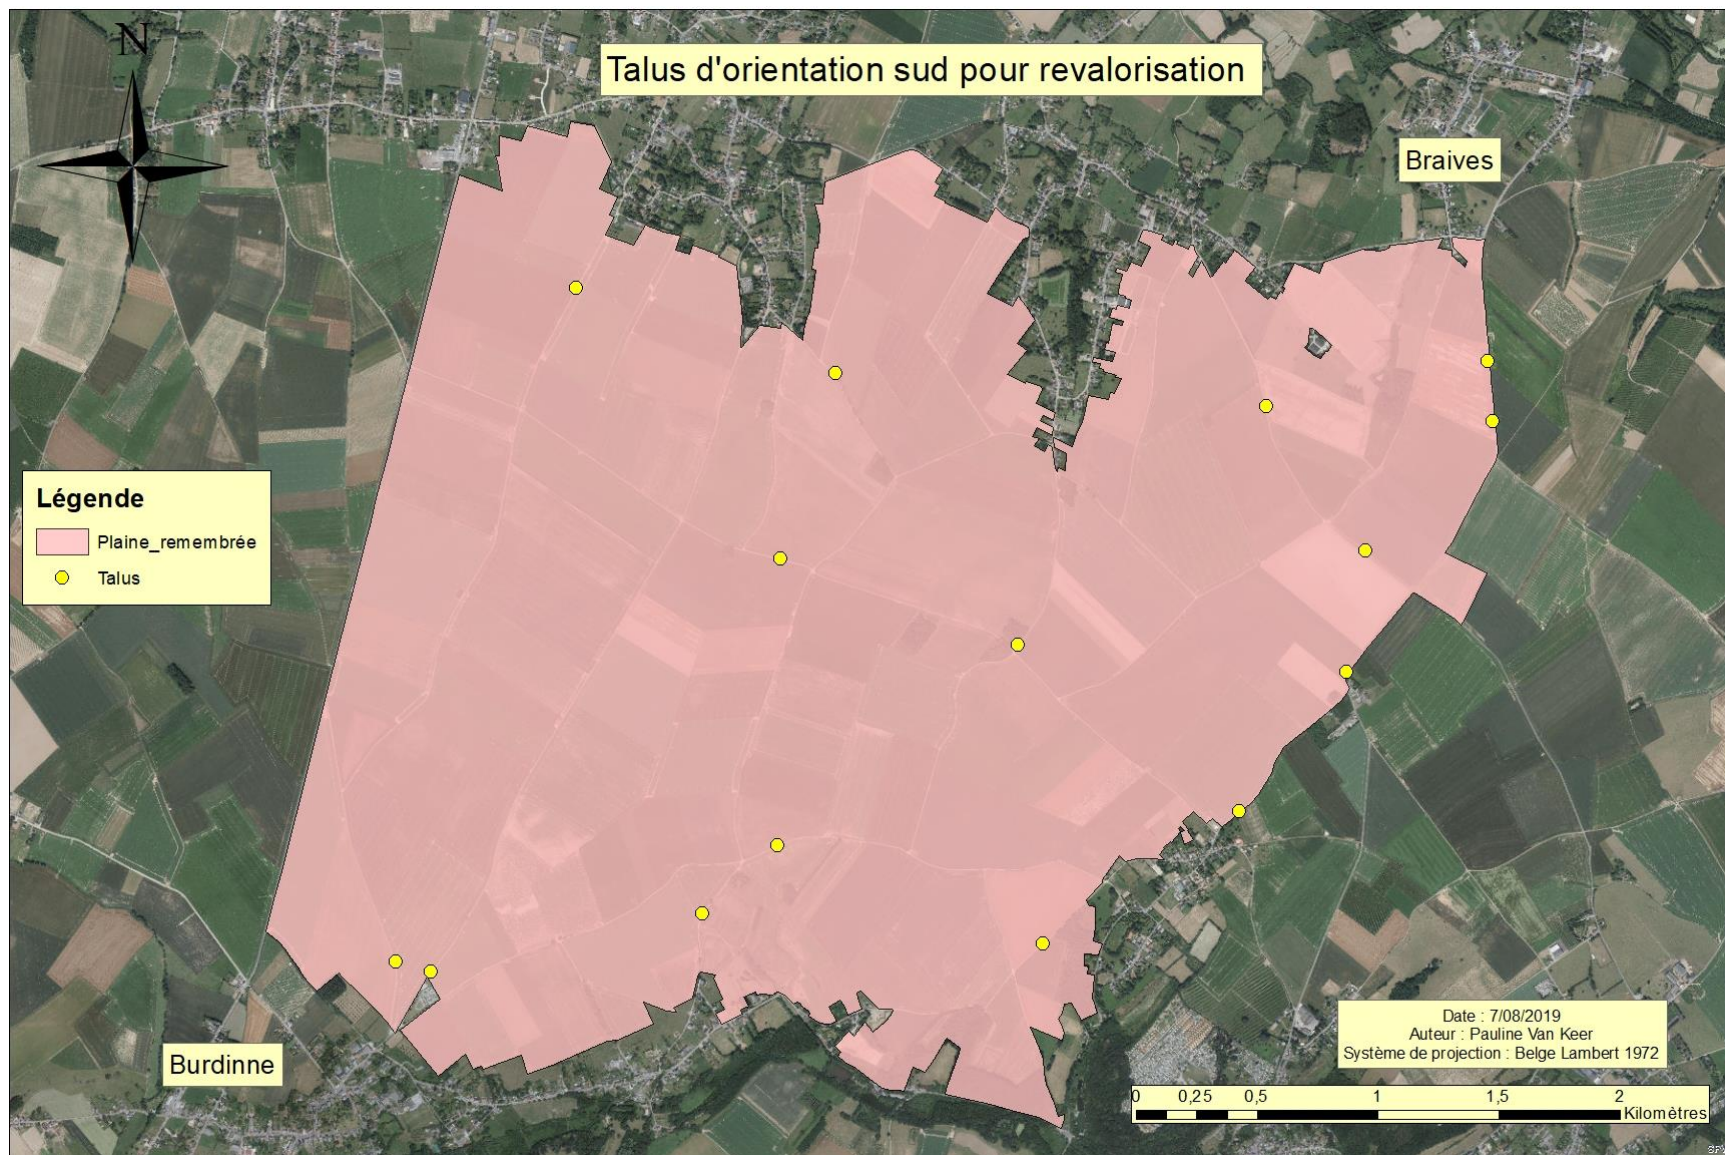 N
Talus d'orientation sud pour revalorisation
Braives
Légende
Plaine_remembrée
Talus
Burdinne
Date : 7/08/2019
Auteur : Pauline Van Keer
Système de projection : Belge Lambert 1972
0 0,25 0,5 1 1,5 2
Kilomètres